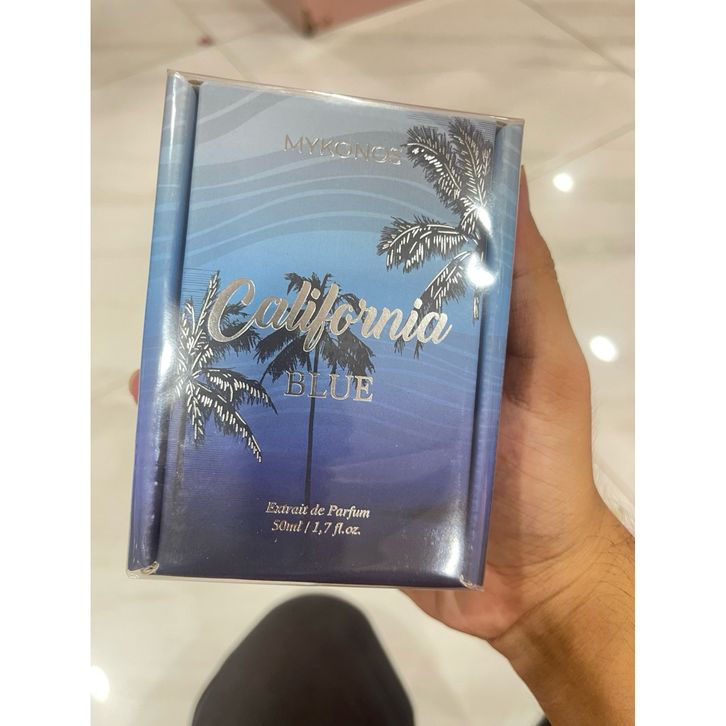 MYKONOS
California
BLUE
Extrait de Parfum
50ml / 1,7 fl.oz.